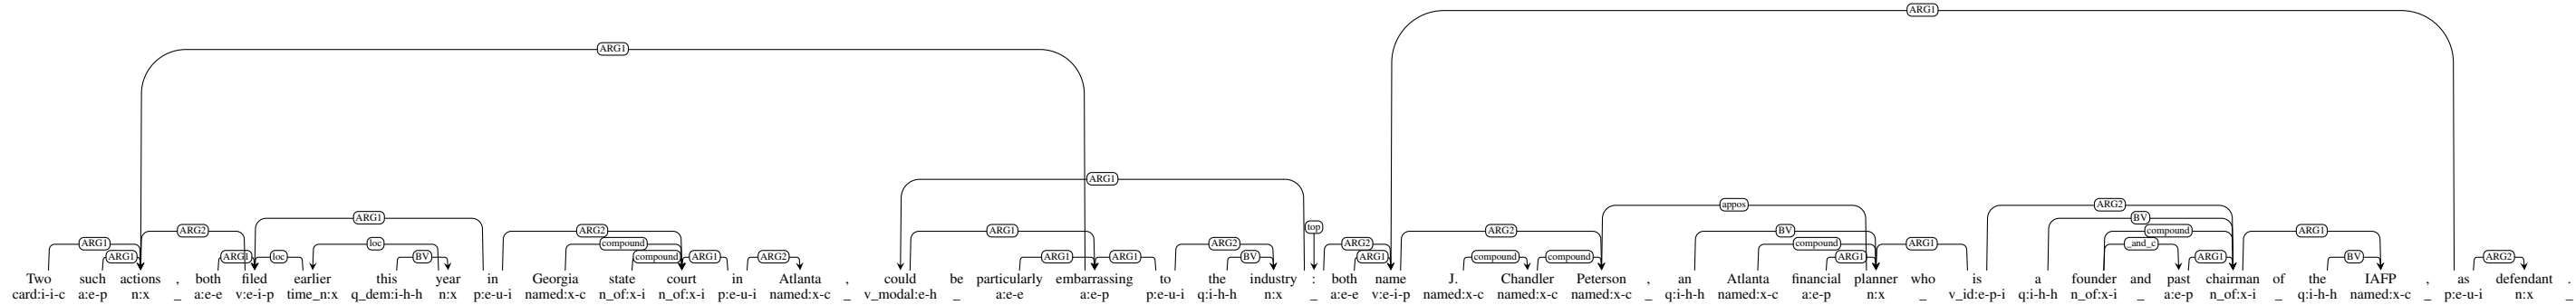 ARG1
ARG1
ARG1
top
appos
ARG2
ARG1 ARG2 BV
ARG2 ARG2 BV compound
ARG1 loc compound ARG2 ARG2 compound ARG1 _and_c ARG1
ARG1 ARG1 loc BV compound ARG1 ARG2 ARG1 ARG1 ARG1 BV ARG1 compound compound ARG1 ARG1 BV ARG2
Two such actions , both filed earlier this year in Georgia state court in Atlanta , could be particularly embarrassing to the industry : both name J. Chandler Peterson , an Atlanta financial planner who is a founder and past chairman of the IAFP , as defendant .
card:i-i-c a:e-p n:x _ a:e-e v:e-i-p time_n:x q_dem:i-h-h n:x p:e-u-i named:x-c n_of:x-i n_of:x-i p:e-u-i named:x-c _ v_modal:e-h _ a:e-e a:e-p p:e-u-i q:i-h-h n:x _ a:e-e v:e-i-p named:x-c named:x-c named:x-c _ q:i-h-h named:x-c a:e-p n:x _ v_id:e-p-i q:i-h-h n_of:x-i _ a:e-p n_of:x-i _ q:i-h-h named:x-c _ p:e-u-i n:x _